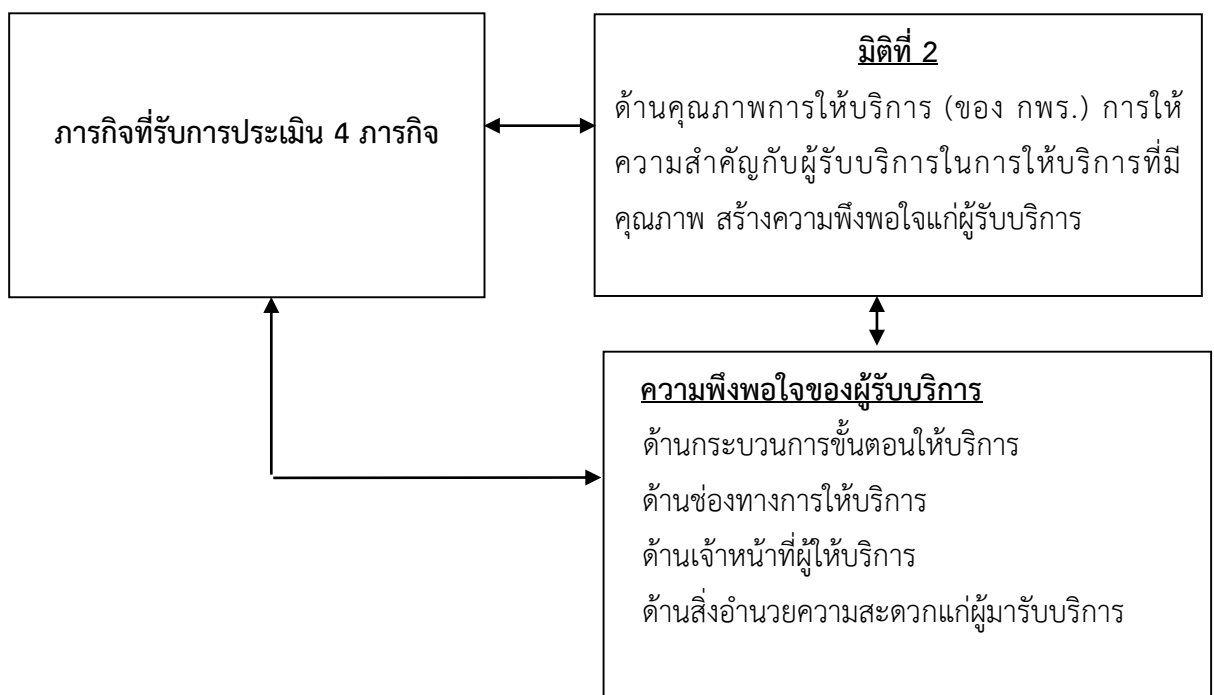 ภารกิจที่รับการประเมิน 4 ภารกิจ
มิติที่ 2
ด้านคุณภาพการให้บริการ (ของ กพร.) การให้
ความสำคัญกับผู้รับบริการในการให้บริการที่มี
คุณภาพ สร้างความพึงพอใจแก่ผู้รับบริการ
ความพึงพอใจของผู้รับบริการ
ด้านกระบวนการขั้นตอนให้บริการ
ด้านช่องทางการให้บริการ
ด้านเจ้าหน้าที่ผู้ให้บริการ
ด้านสิ่งอำนวยความสะดวกแก่ผู้มารับบริการ